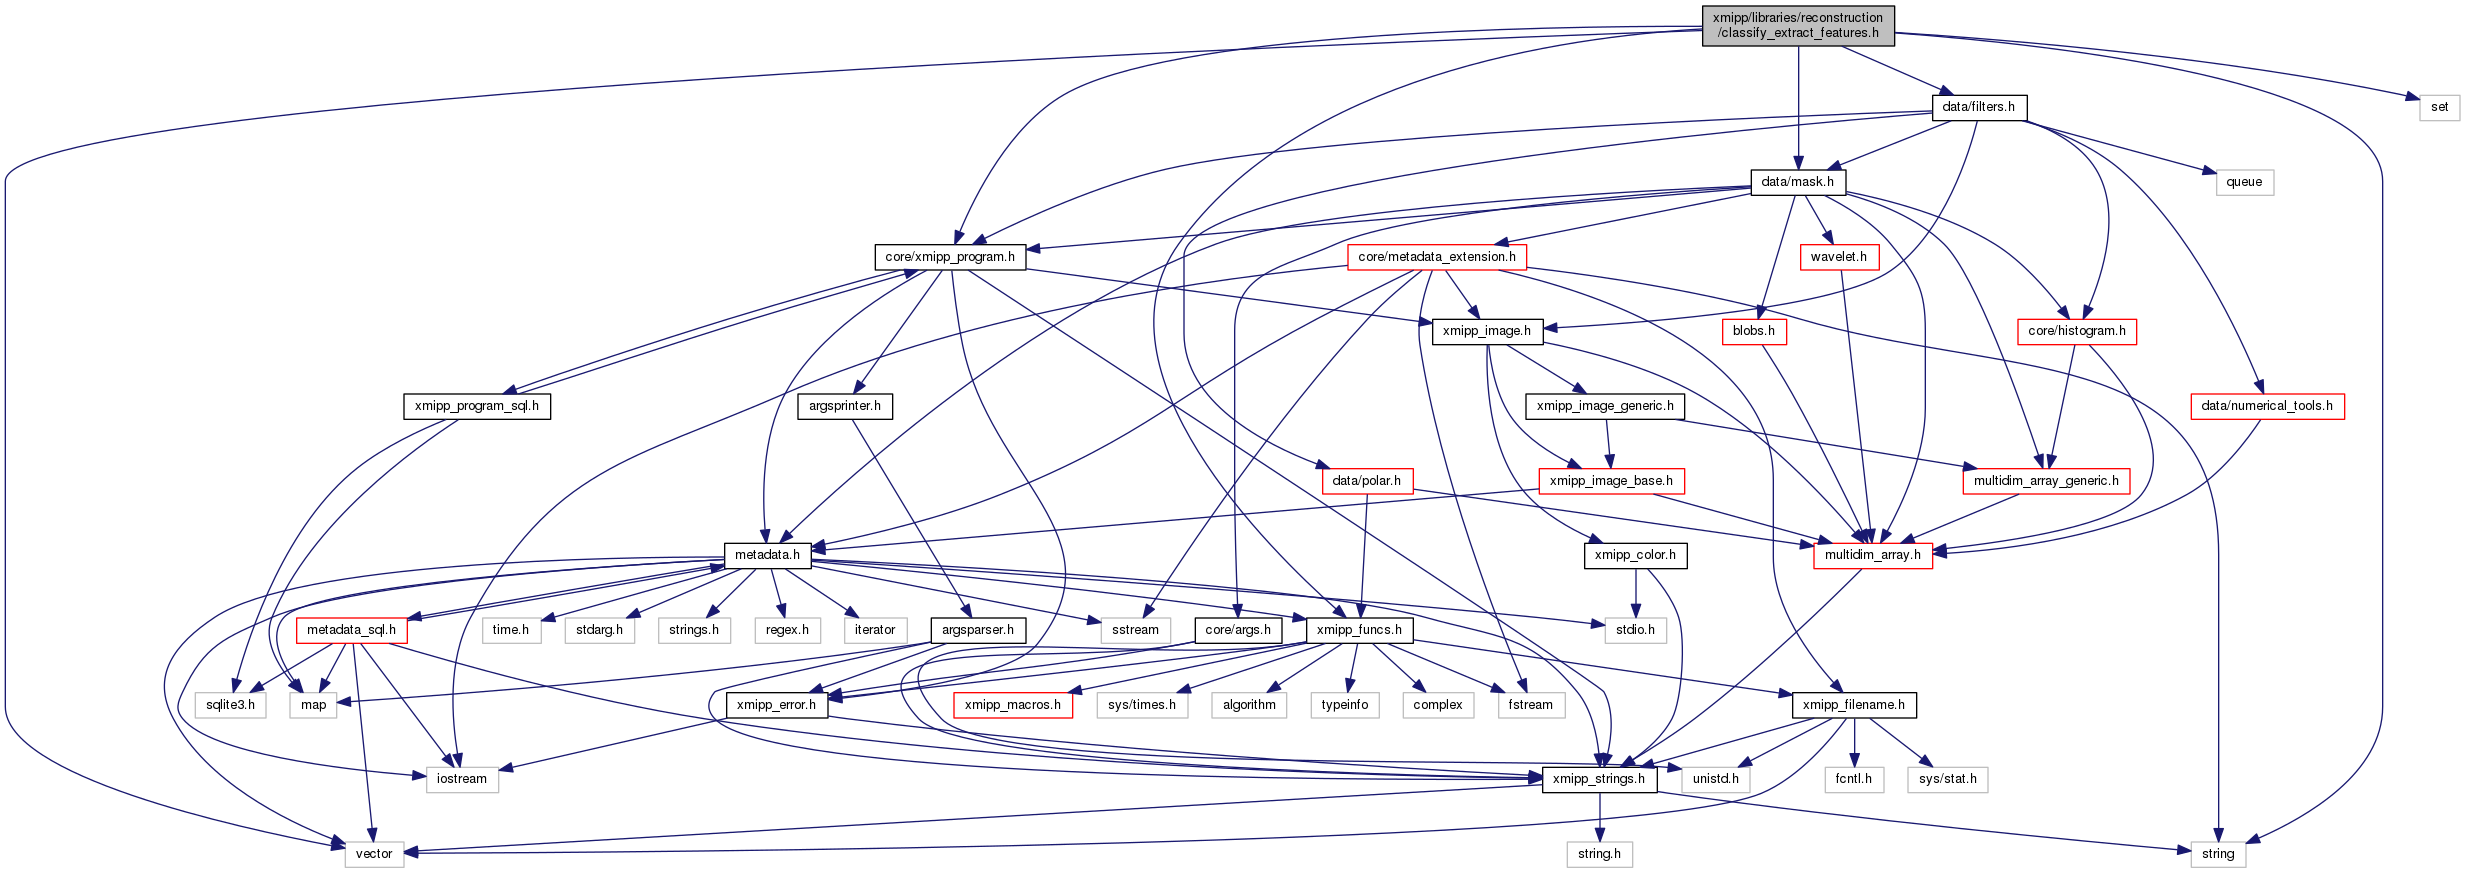 xmipp/libraries/reconstruction
/classify_extract_features.h
data/filters.h
set
data/mask.h
queue
core/xmipp_program.h
core/metadata_extension.h
wavelet.h
xmipp_image.h
blobs.h
core/histogram.h
xmipp_program_sql.h
argsprinter.h
xmipp_image_generic.h
data/numerical_tools.h
data/polar.h
xmipp_image_base.h
multidim_array_generic.h
metadata.h
xmipp_color.h
multidim_array.h
metadata_sql.h
time.h
stdarg.h
strings.h
regex.h
iterator
argsparser.h
sstream
core/args.h
xmipp_funcs.h
stdio.h
sqlite3.h
map
xmipp_error.h
xmipp_macros.h
sys/times.h
algorithm
typeinfo
complex
fstream
xmipp_filename.h
iostream
xmipp_strings.h
unistd.h
fcntl.h
sys/stat.h
vector
string.h
string